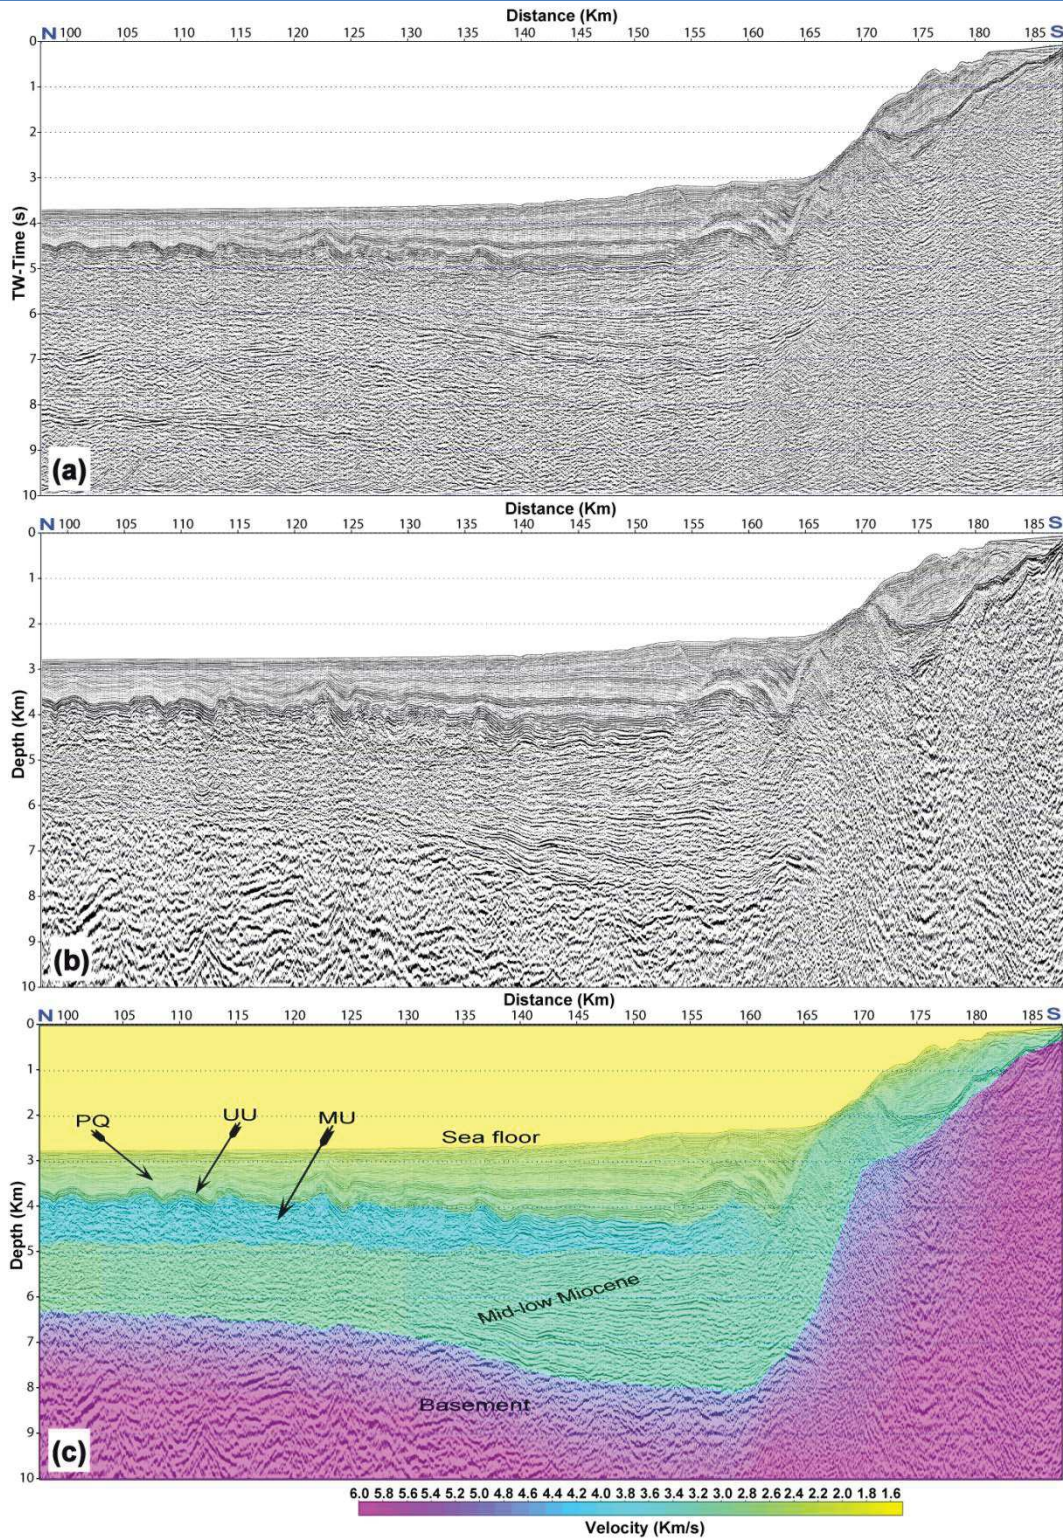 Distance (Km)
N 100 105 110 115 120 125 130 135 140 145 150 155 160 165 170 175 180 185 S
0
1
2
3
4
5
6
7
8
9
10
TW-Time (s)
(a)
Distance (Km)
N 100 105 110 115 120 125 130 135 140 145 150 155 160 165 170 175 180 185 S
0
1
2
3
4
5
6
7
8
9
10
Depth (Km)
(b)
Distance (Km)
N 100 105 110 115 120 125 130 135 140 145 150 155 160 165 170 175 180 185 S
0
1
2
3
4
5
6
7
8
9
10
Depth (Km)
PQ
UU
MU
Sea floor
Mid-low Miocene
Basement
(c)
6.0 5.8 5.6 5.4 5.2 5.0 4.8 4.6 4.4 4.2 4.0 3.8 3.6 3.4 3.2 3.0 2.8 2.6 2.4 2.2 2.0 1.8 1.6
Velocity (Km/s)